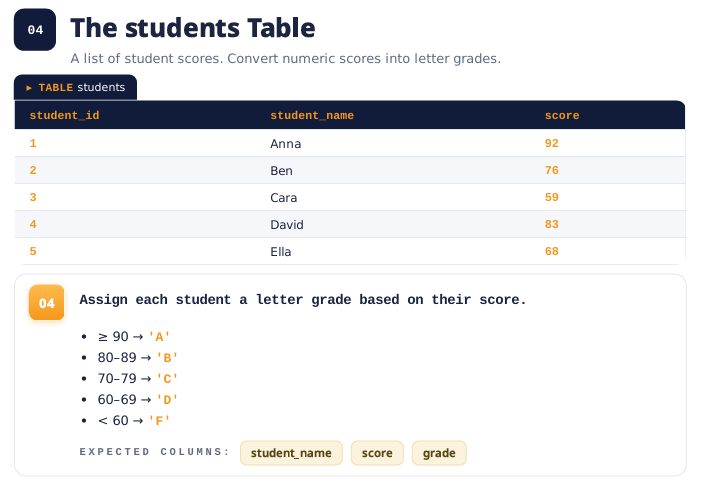 04
The students Table
A list of student scores. Convert numeric scores into letter grades.
▸ TABLE students
student_id student_name score
1 Anna 92
2 Ben 76
3 Cara 59
4 David 83
5 Ella 68
04
Assign each student a letter grade based on their score.
• ≥ 90 → 'A'
• 80–89 → 'B'
• 70–79 → 'C'
• 60–69 → 'D'
• < 60 → 'F'
EXPECTED COLUMNS: student_name score grade